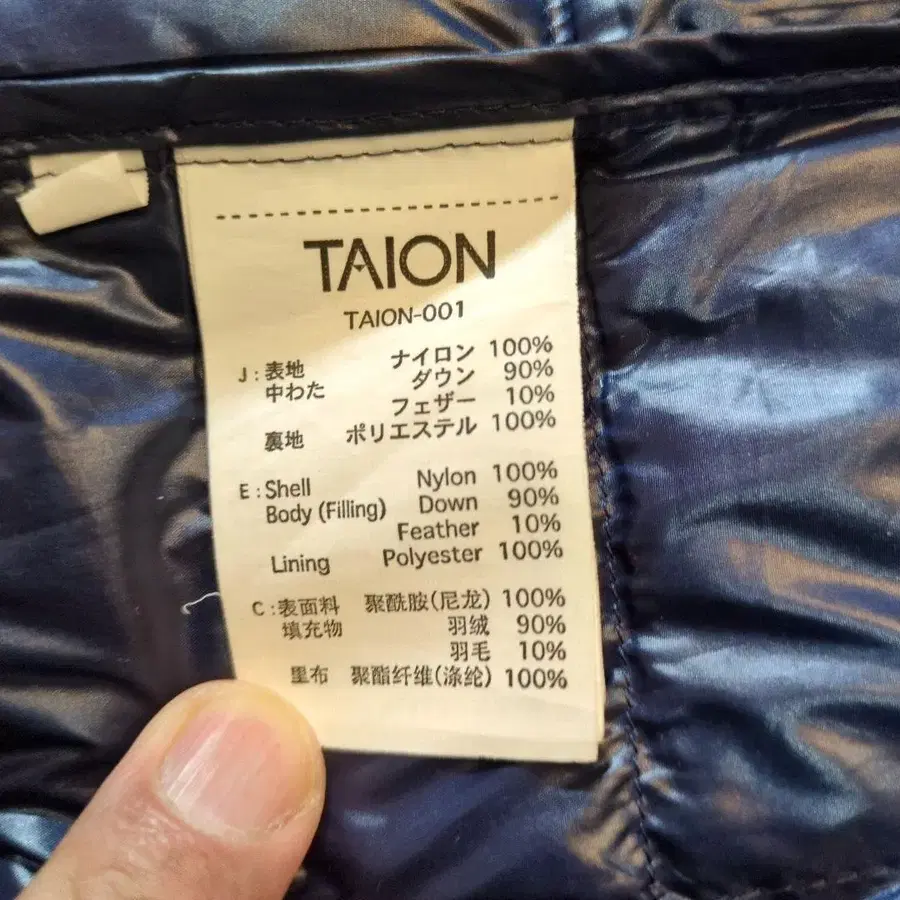 TAION
TAION-001
J : 表地 ナイロン 100%
中わた ダウン 90%
フェザー 10%
裏地 ポリエステル 100%
E : Shell Nylon 100%
Body (Filling) Down 90%
Feather 10%
Lining Polyester 100%
C : 表面料 聚酰胺(尼龙) 100%
填充物 羽绒 90%
羽毛 10%
里布 聚酯纤维(涤纶) 100%